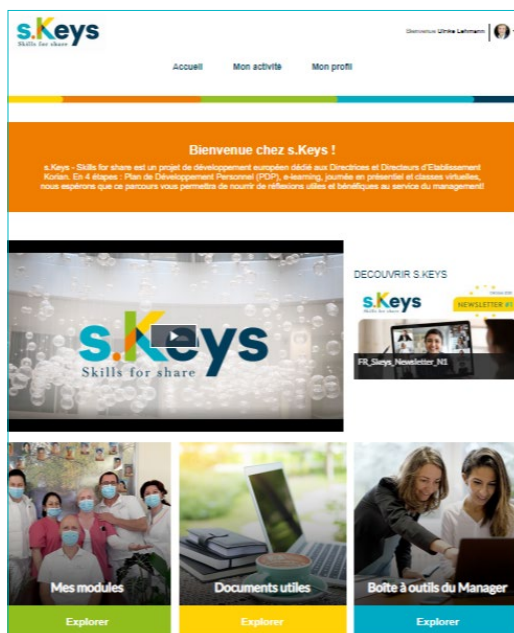 s.Keys
Skills for share
Bienvenue Ulrike Lehmann
Accueil Mon activité Mon profil
Bienvenue chez s.Keys !
s.Keys - Skills for share est un projet de développement européen dédié aux Directrices et Directeurs d'Etablissement
Korian. En 4 étapes : Plan de Développement Personnel (PDP), e-learning, journée en présentiel et classes virtuelles,
nous espérons que ce parcours vous permettra de nourrir de réflexions utiles et bénéfiques au service du management!
DECOUVRIR S.KEYS
s.Keys
Skills for share
s.Keys
NEWSLETTER #1
FR_Skeys_Newsletter_N1
Mes modules
Documents utiles
Boîte à outils du Manager
Explorer
Explorer
Explorer